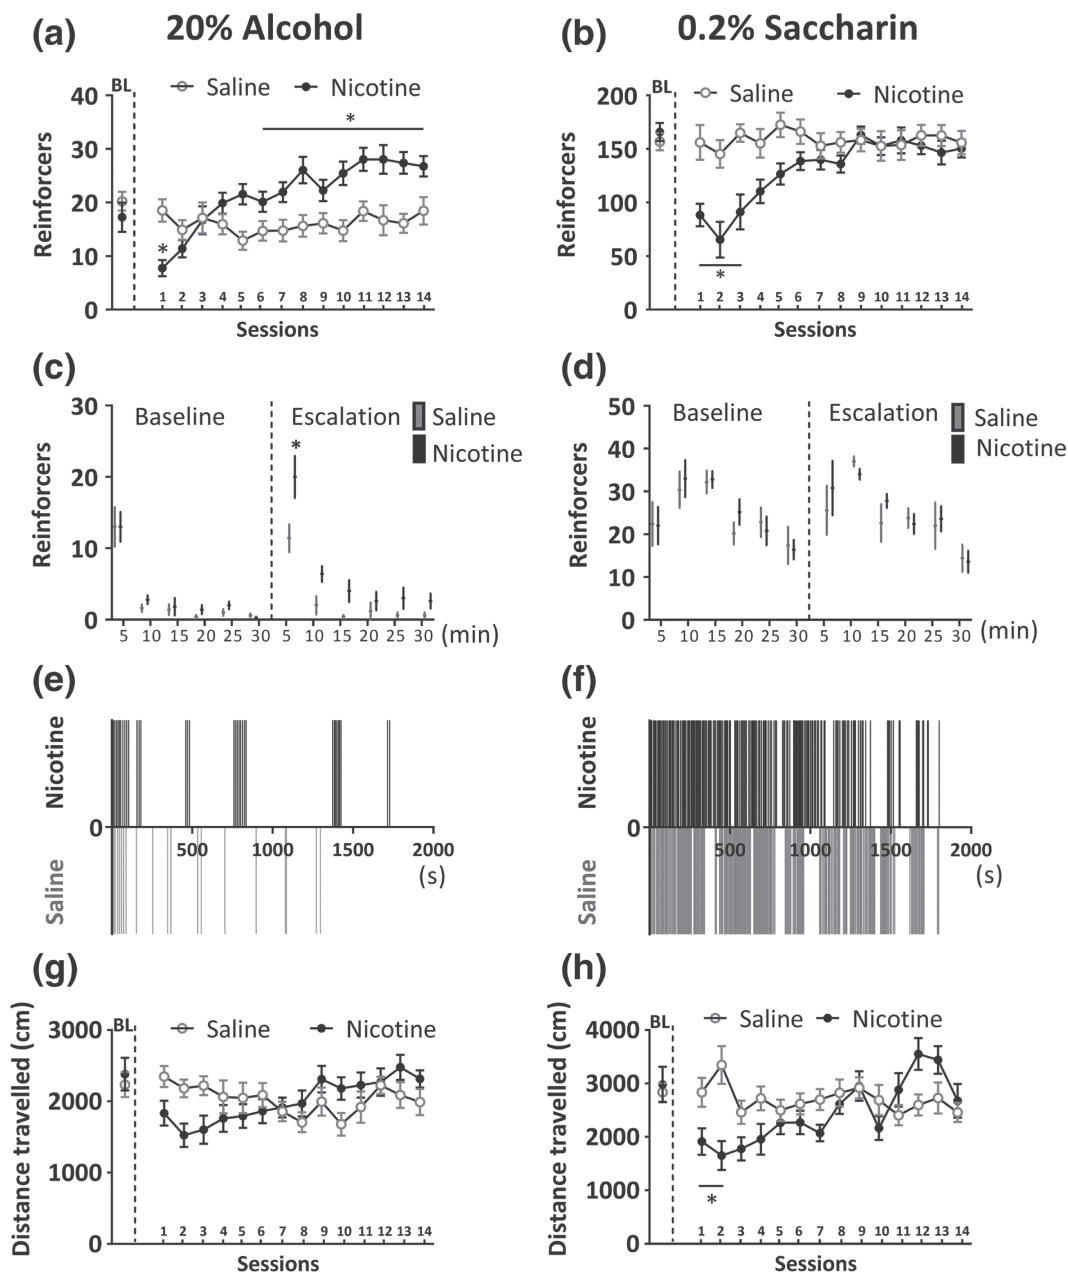 (a) 20% Alcohol
BL Saline Nicotine
40
30
20
10
0
Reinforcers
*
*
1 2 3 4 5 6 7 8 9 10 11 12 13 14
Sessions
(b) 0.2% Saccharin
BL Saline Nicotine
200
150
100
50
0
Reinforcers
*
1 2 3 4 5 6 7 8 9 10 11 12 13 14
Sessions
(c)
Baseline Escalation Saline
Nicotine
*
30
20
10
0
Reinforcers
5 10 15 20 25 30 5 10 15 20 25 30 (min)
(d)
Baseline Escalation Saline
Nicotine
50
40
30
20
10
0
Reinforcers
5 10 15 20 25 30 5 10 15 20 25 30 (min)
(e)
Nicotine
0
500 1000 1500 2000
(s)
Saline
(f)
Nicotine
0
500 1000 1500 2000
(s)
Saline
(g)
BL Saline Nicotine
3000
2000
1000
0
Distance travelled (cm)
1 2 3 4 5 6 7 8 9 10 11 12 13 14
Sessions
(h)
BL Saline Nicotine
4000
3000
2000
1000
0
Distance travelled (cm)
*
1 2 3 4 5 6 7 8 9 10 11 12 13 14
Sessions